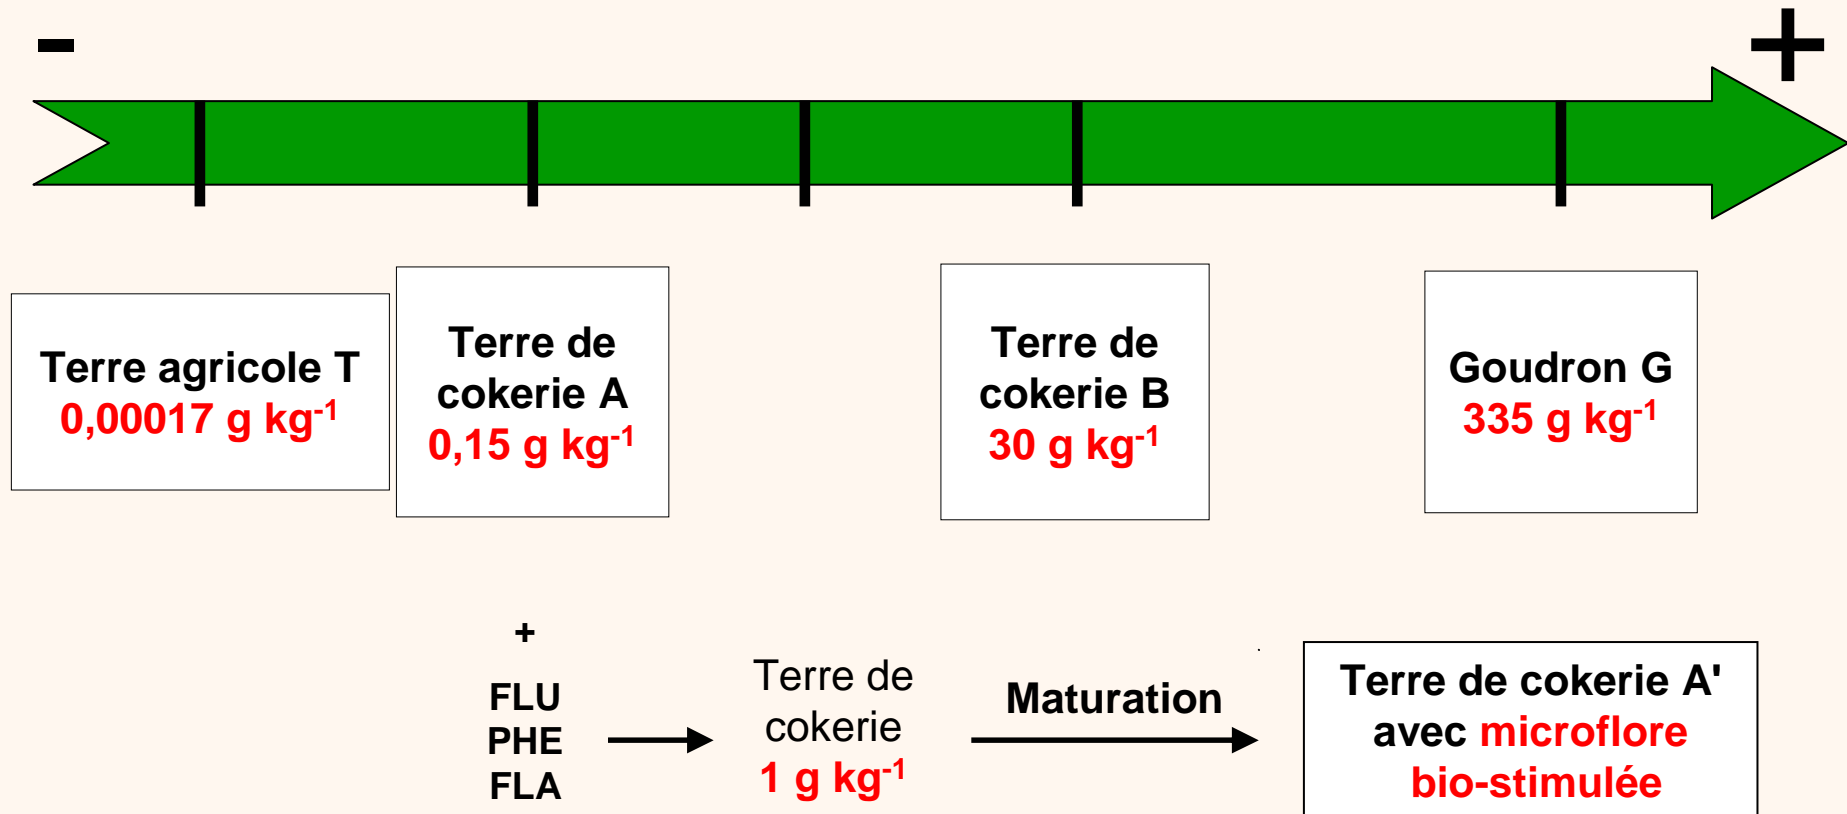 - +
Terre agricole T
0,00017 g kg⁻¹
Terre de
cokerie A
0,15 g kg⁻¹
Terre de
cokerie B
30 g kg⁻¹
Goudron G
335 g kg⁻¹
+
FLU
PHE
FLA
Terre de
cokerie
1 g kg⁻¹
Maturation
Terre de cokerie A'
avec microflore
bio-stimulée